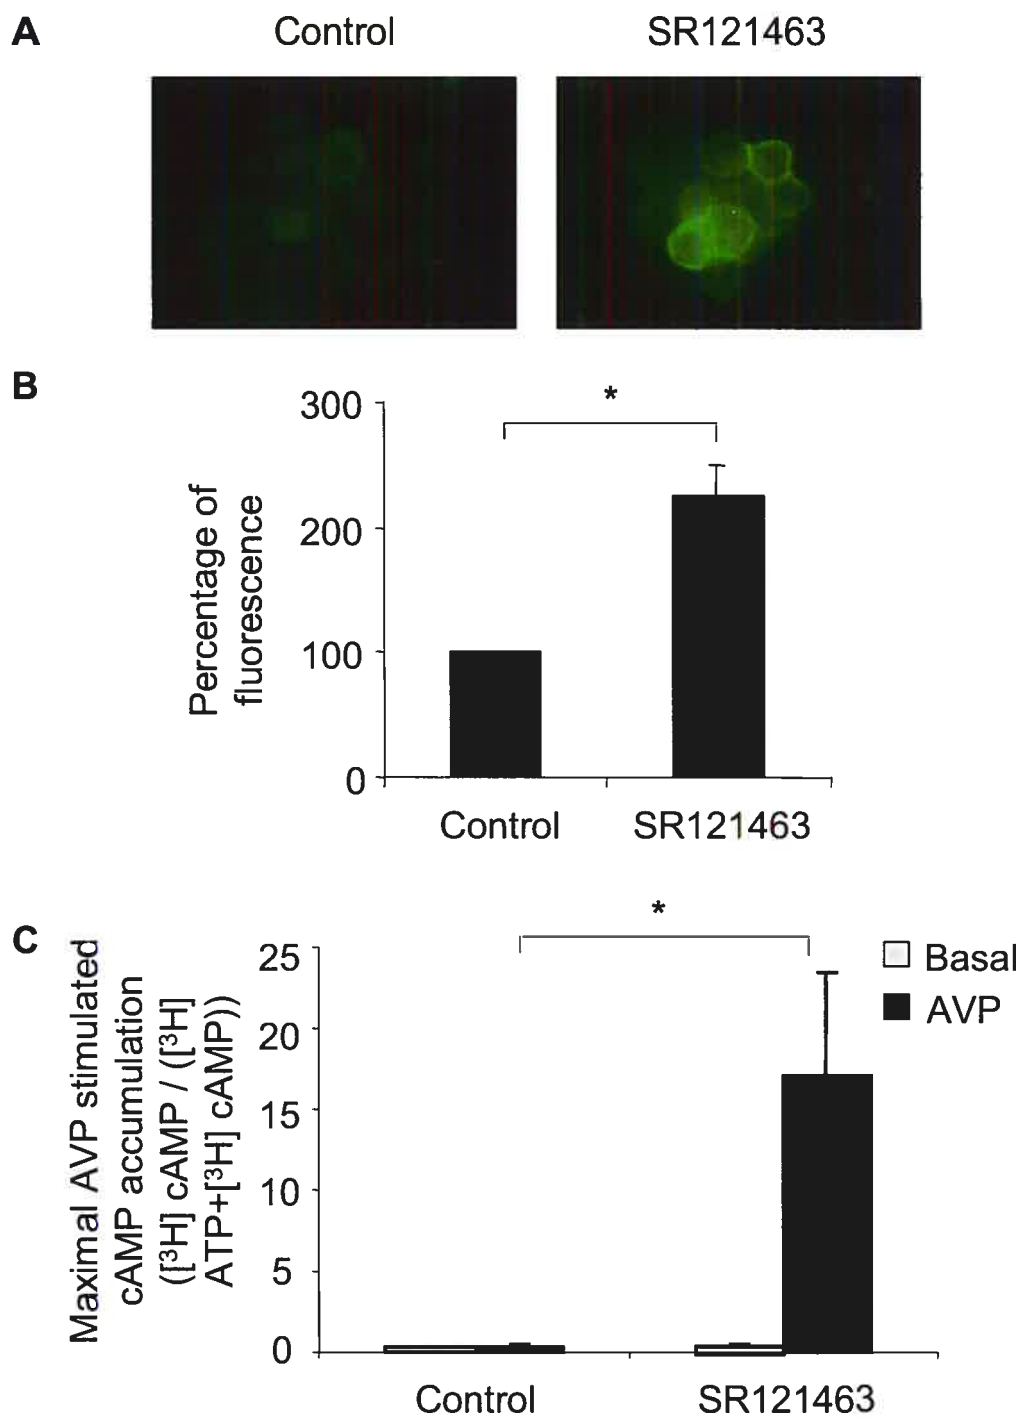 A
Control
SR121463
B
*
300
200
100
0
Percentage of
fluorescence
Control
SR121463
C
*
25
20
15
10
5
0
Maximal AVP stimulated
cAMP accumulation
([³H] cAMP / ([³H]
ATP+[³H] cAMP))
Basal
AVP
Control
SR121463